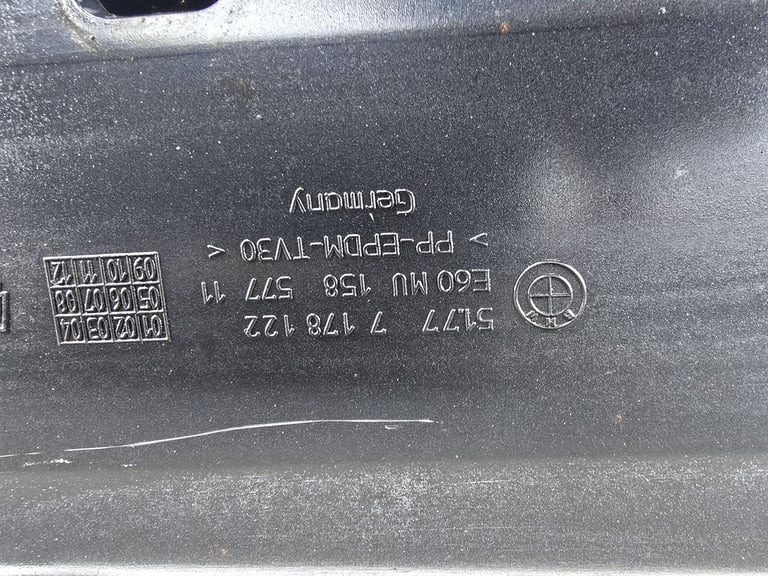 BMW
51.77 7 178 122
E60 MU 158 577 11
> PP-EPDM-TV30 <
Germany
01 02 03 04
05 06 07 08
09 10 11 12